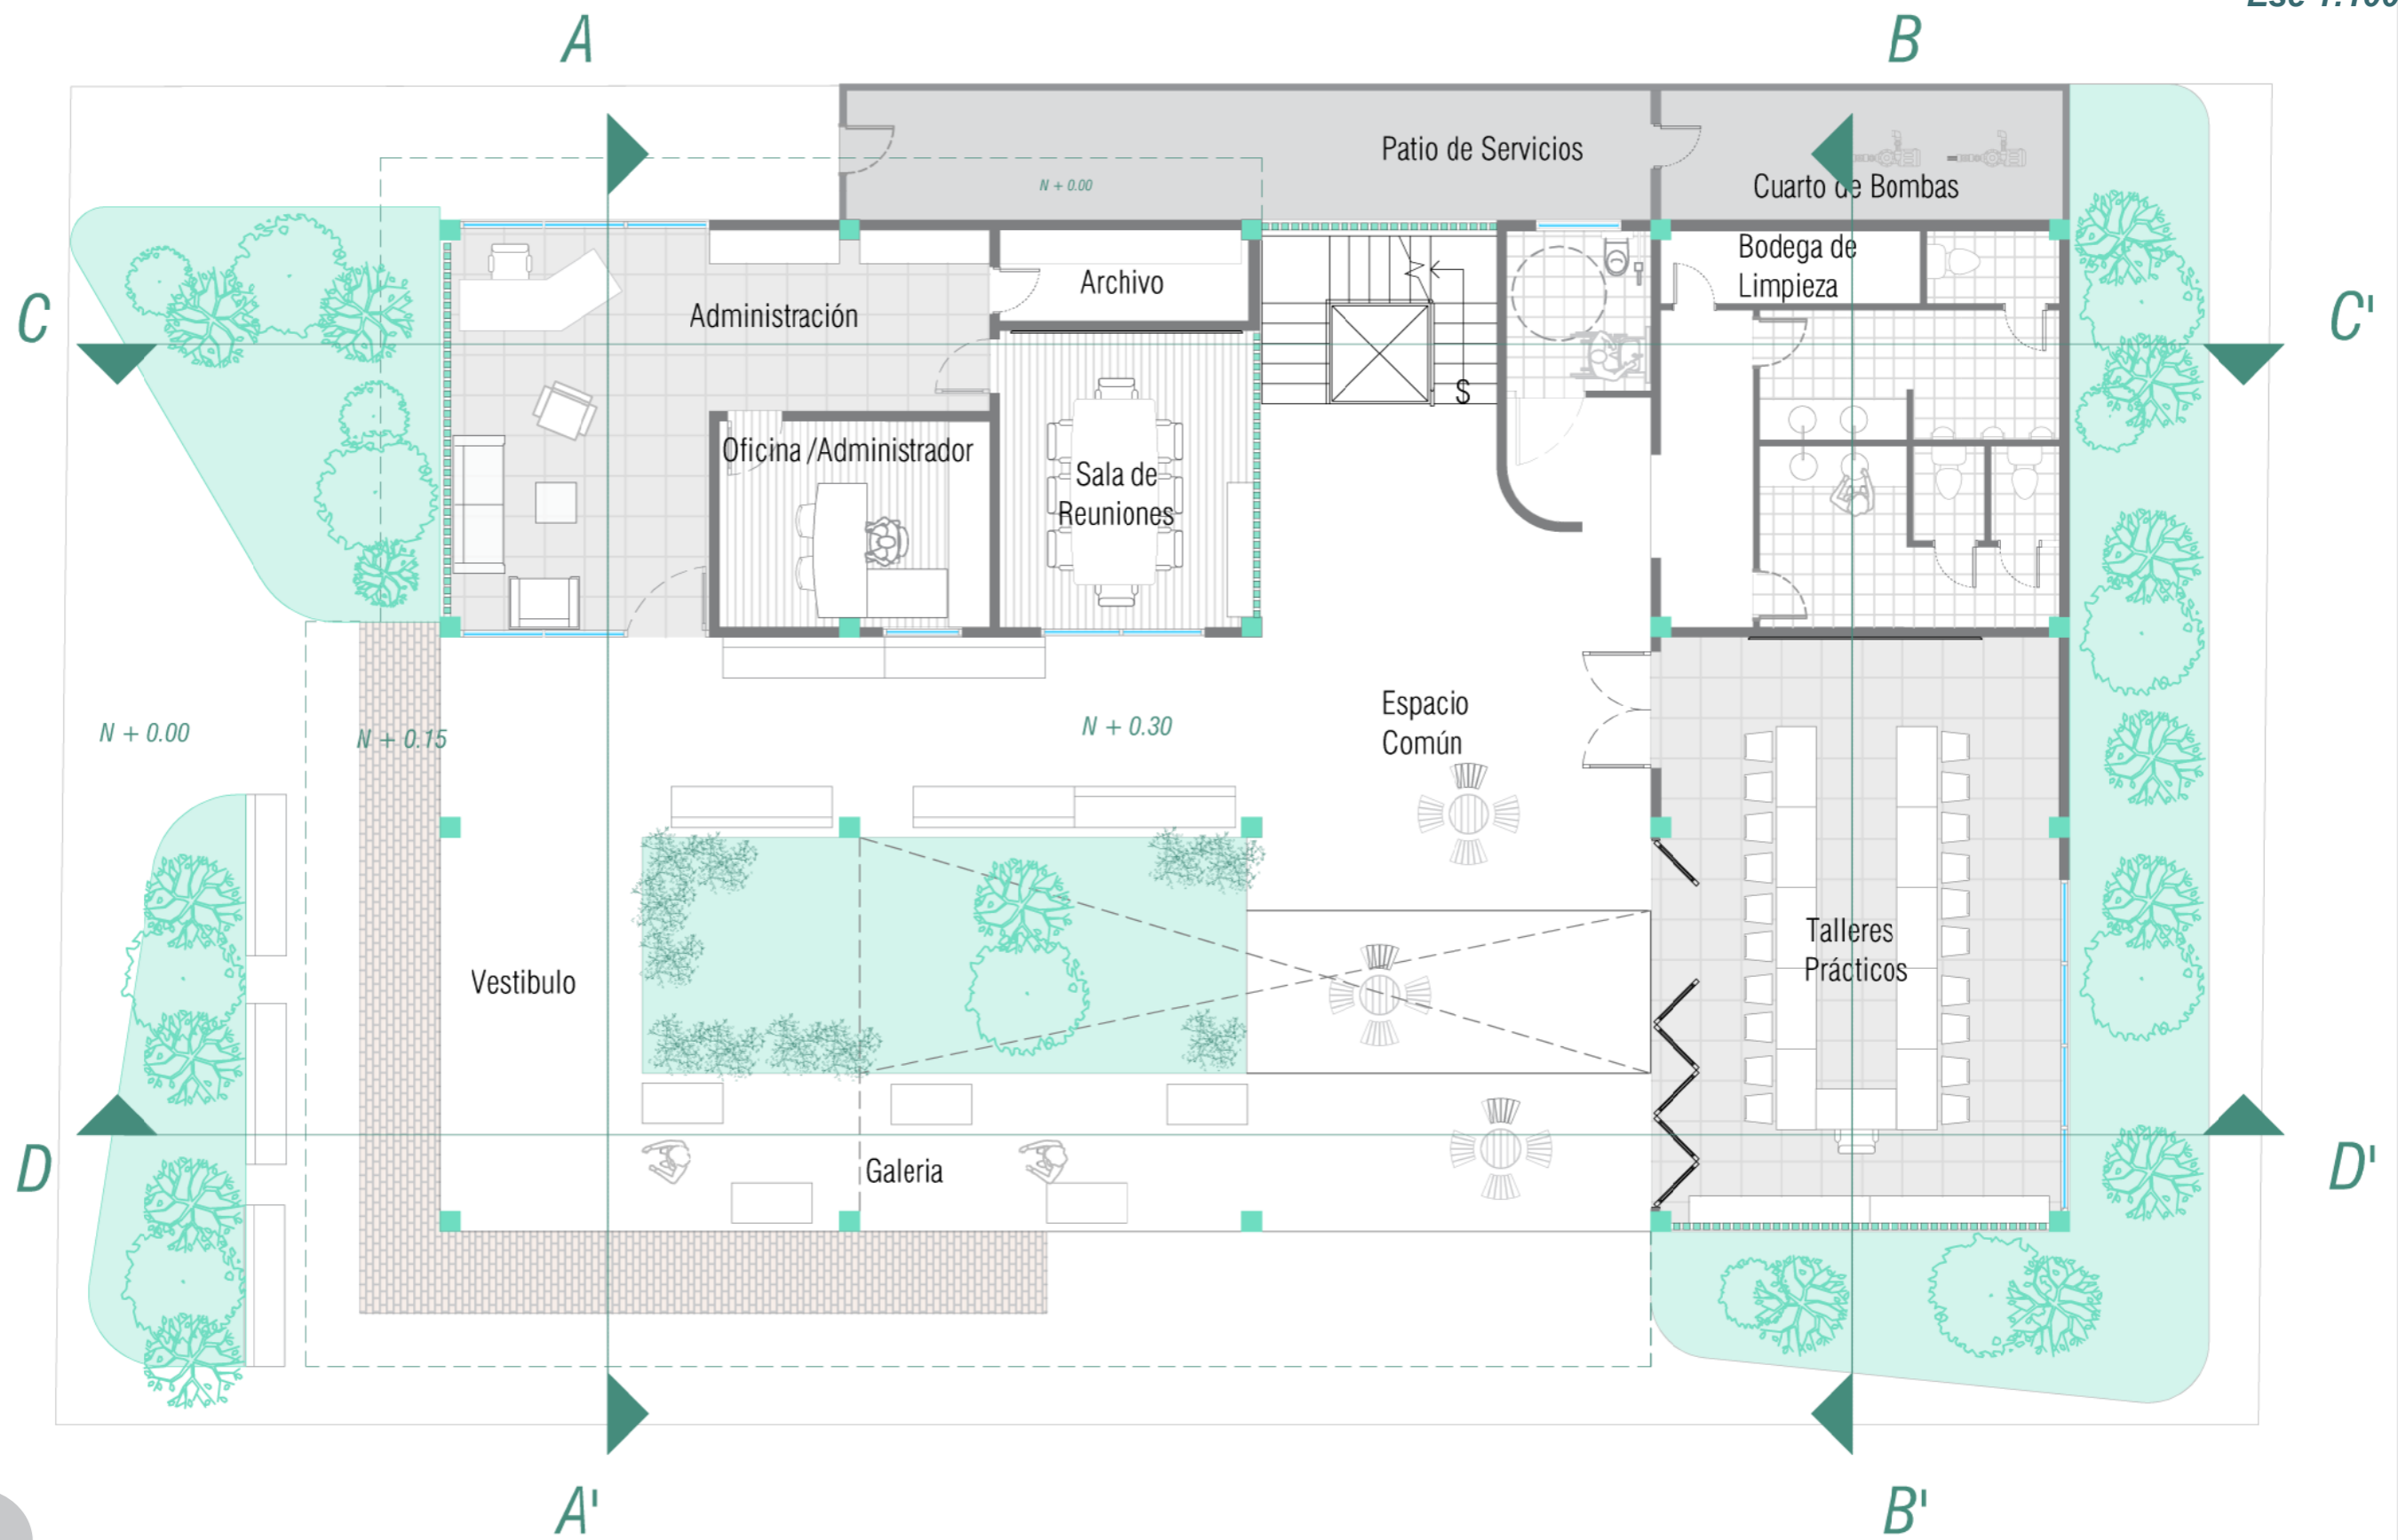 A
B
Patio de Servicios
N + 0.00
Cuarto de Bombas
Bodega de
Limpieza
Archivo
Administración
C
C'
S
Oficina /Administrador
Sala de
Reuniones
Espacio
Común
N + 0.00
N + 0.15
N + 0.30
Talleres
Prácticos
Vestibulo
D
Galeria
D'
A'
B'